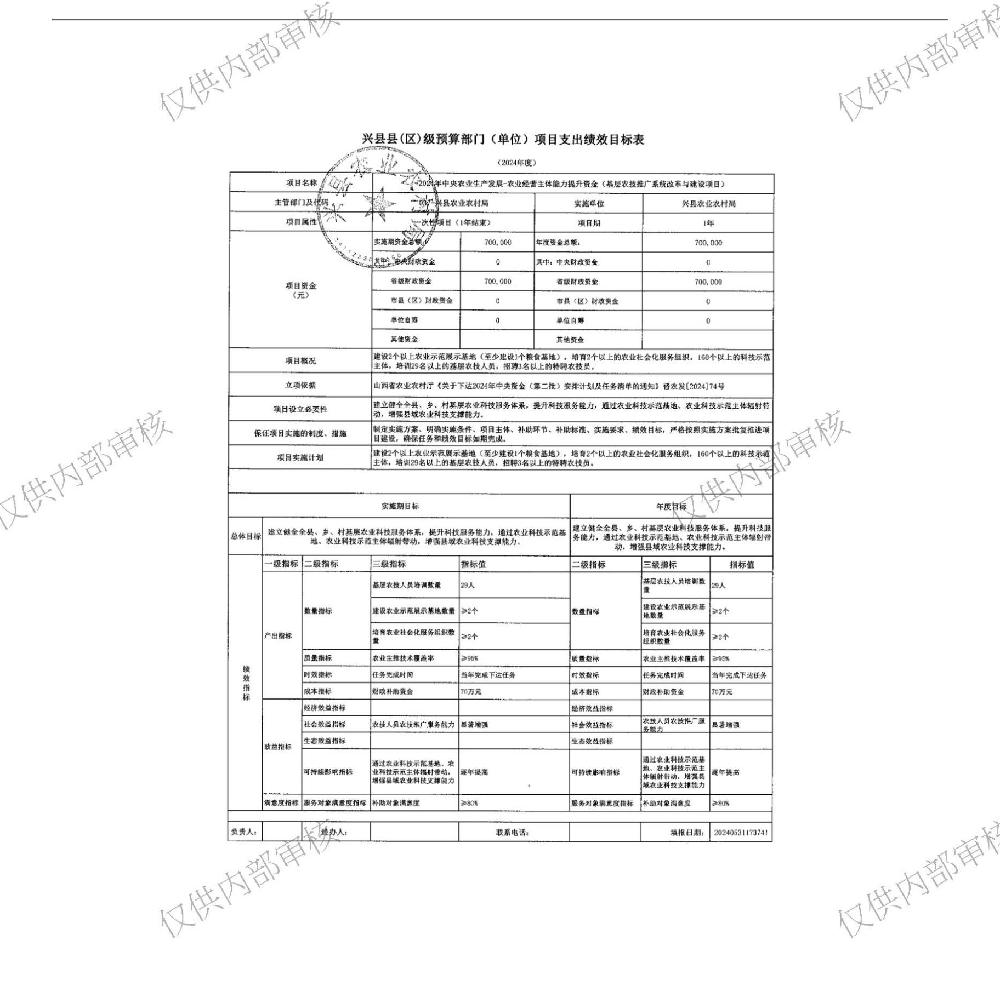 兴县县(区)级预算部门（单位）项目支出绩效目标表
（2024年度）
项目名称 2024年中央农业生产发展-农业经营主体能力提升资金（基层农技推广系统改革与建设项目）
主管部门及代码 037-兴县农业农村局 实施单位 兴县农业农村局
项目属性 一次性项目（1年结束） 项目期 1年
项目资金
（元）
实施期资金总额： 700,000 年度资金总额： 700,000
其中：中央财政资金 0 其中：中央财政资金 0
省级财政资金 700,000 省级财政资金 700,000
市县（区）财政资金 0 市县（区）财政资金 0
单位自筹 0 单位自筹 0
其他资金 其他资金
项目概况 建设2个以上农业示范展示基地（至少建设1个粮食基地），培育2个以上的农业社会化服务组织，160个以上的科技示范
主体，培训29名以上的基层农技人员，招聘3名以上的特聘农技员。
立项依据 山西省农业农村厅《关于下达2024年中央资金（第二批）安排计划及任务清单的通知》晋农发[2024]74号
项目设立必要性 建立健全全县、乡、村基层农业科技服务体系，提升科技服务能力，通过农业科技示范基地、农业科技示范主体辐射带
动，增强县域农业科技支撑能力。
保证项目实施的制度、措施 制定实施方案、明确实施条件、项目主体、补助环节、补助标准、实施要求、绩效目标，严格按照实施方案批复推进项
目建设，确保任务和绩效目标如期完成。
项目实施计划 建设2个以上农业示范展示基地（至少建设1个粮食基地），培育2个以上的农业社会化服务组织，160个以上的科技示范
主体，培训29名以上的基层农技人员，招聘3名以上的特聘农技员。
实施期目标 年度目标
总体目标
建立健全全县、乡、村基层农业科技服务体系，提升科技服务能力，通过农业科技示范基
地、农业科技示范主体辐射带动，增强县域农业科技支撑能力。
建立健全全县、乡、村基层农业科技服务体系，提升科技服
务能力，通过农业科技示范基地、农业科技示范主体辐射带
动，增强县域农业科技支撑能力。
绩效指标
一级指标 二级指标 三级指标 指标值 二级指标 三级指标 指标值
产出指标
数量指标 基层农技人员培训数量 29人 数量指标 基层农技人员培训数
量 29人
建设农业示范展示基地数量 ≥2个 建设农业示范展示基
地数量 ≥2个
培育农业社会化服务组织数
量 ≥2个 培育农业社会化服务
组织数量 ≥2个
质量指标 农业主推技术覆盖率 ≥95% 质量指标 农业主推技术覆盖率 ≥95%
时效指标 任务完成时间 当年完成下达任务 时效指标 任务完成时间 当年完成下达任务
成本指标 财政补助资金 70万元 成本指标 财政补助资金 70万元
效益指标
经济效益指标 经济效益指标
社会效益指标 农技人员农技推广服务能力 显著增强 社会效益指标 农技人员农技推广服
务能力 显著增强
生态效益指标 生态效益指标
可持续影响指标 通过农业科技示范基地、农
业科技示范主体辐射带动，
增强县域农业科技支撑能力 逐年提高
可持续影响指标 通过农业科技示范基
地、农业科技示范主
体辐射带动，增强县
域农业科技支撑能力 逐年提高
满意度指标 服务对象满意度指标 补助对象满意度 ≥80% 服务对象满意度指标 补助对象满意度 ≥80%
负责人： 经办人： 联系电话： 填报日期： 20240531173741
兴县农业农村局
仅供内部审核
仅供内部审核
仅供内部审核
仅供内部审核
仅供内部审核
仅供内部审核